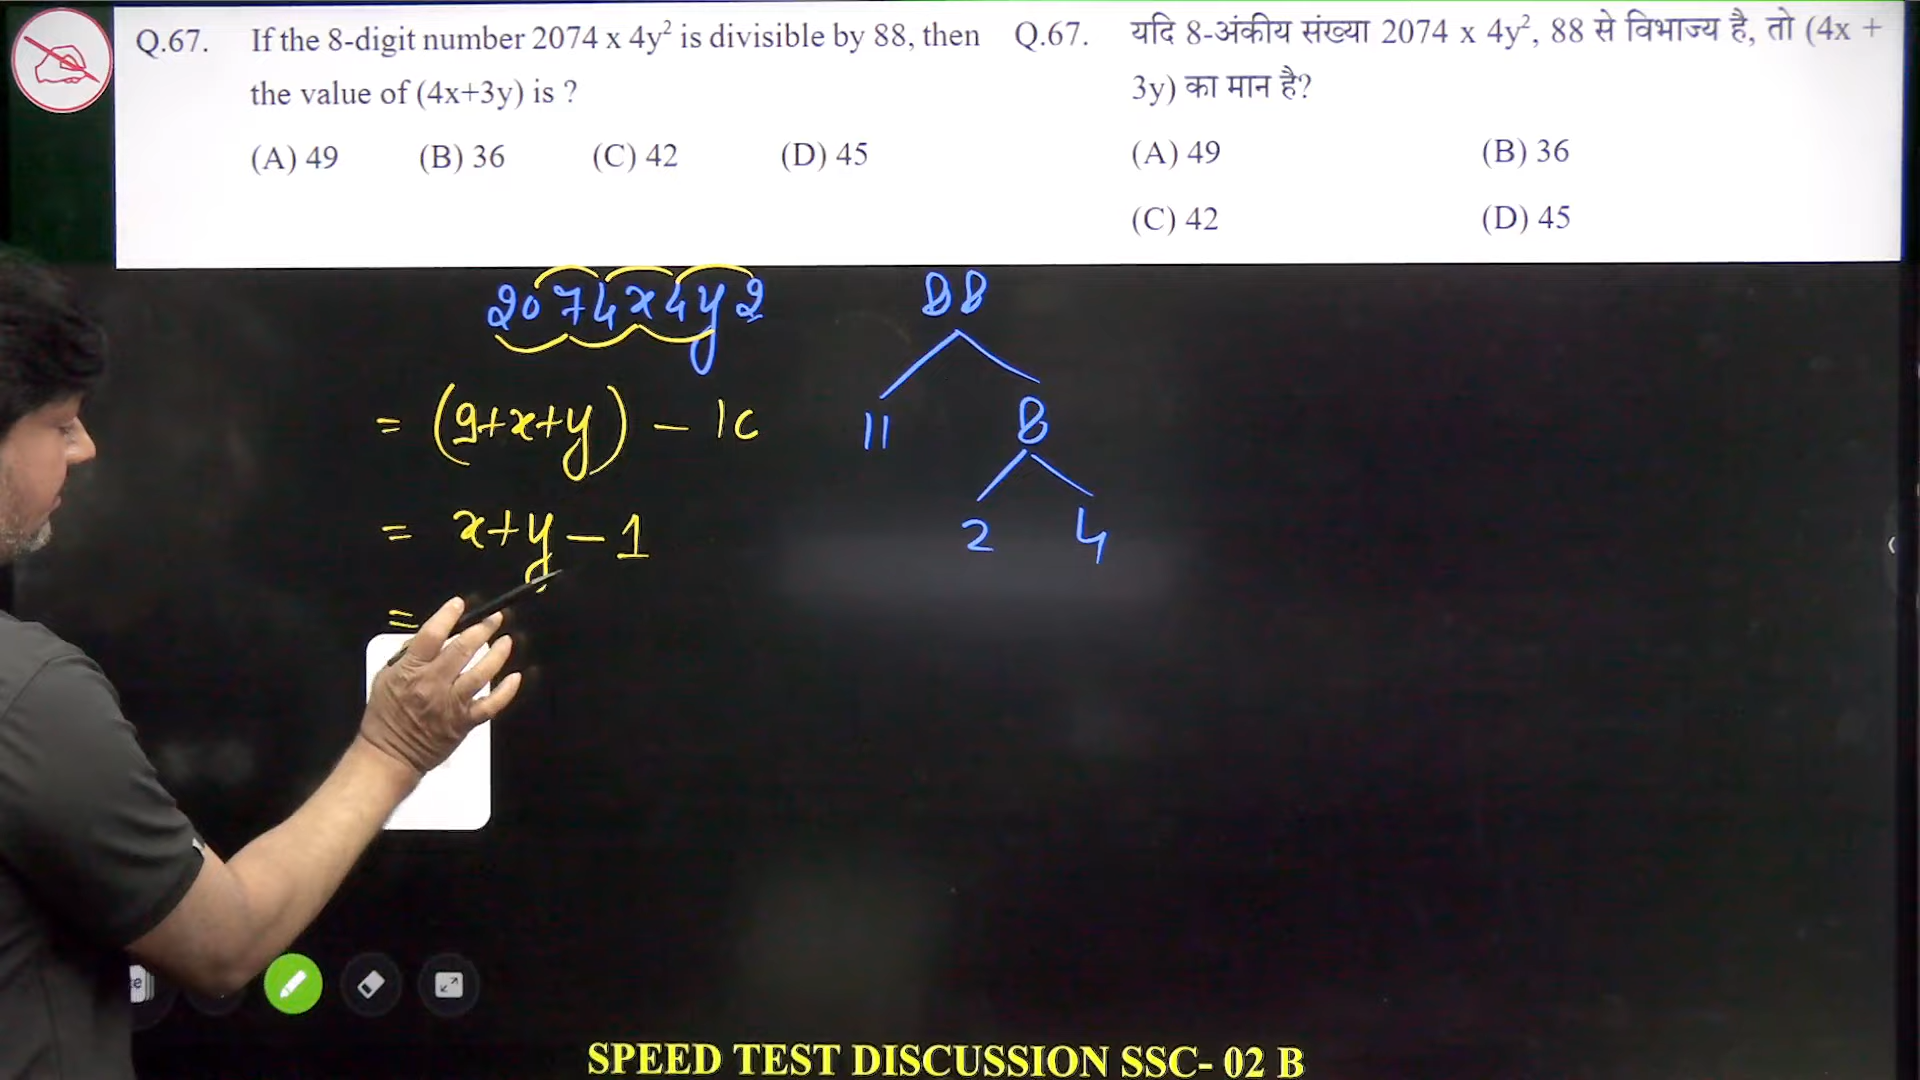 Q.67. If the 8-digit number 2074 x 4y² is divisible by 88, then
the value of (4x+3y) is ?
(A) 49 (B) 36 (C) 42 (D) 45
Q.67. यदि 8-अंकीय संख्या 2074 x 4y², 88 से विभाज्य है, तो (4x +
3y) का मान है?
(A) 49 (B) 36
(C) 42 (D) 45
2074x4y2
= (9+x+y) - 10
= x+y-1
=
88
11 8
2 4
SPEED TEST DISCUSSION SSC- 02 B